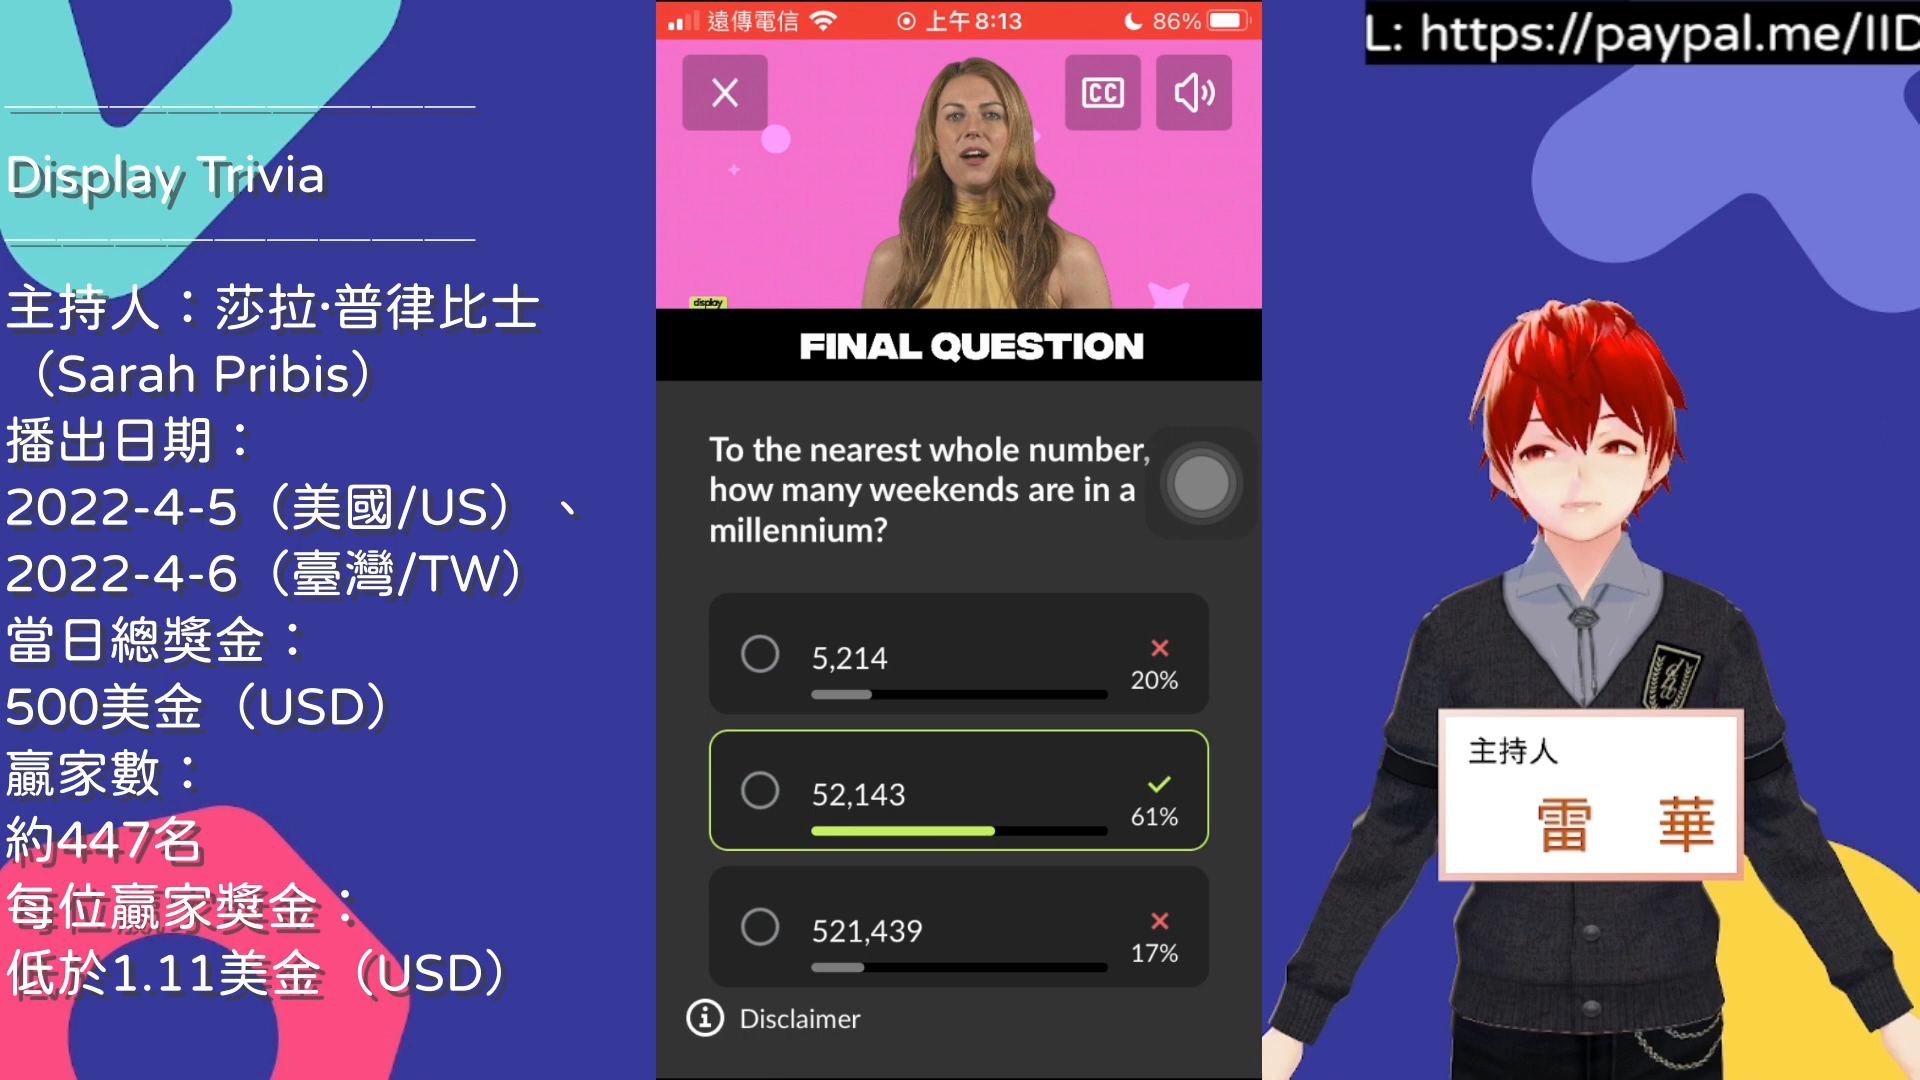 Display Trivia
主持人：莎拉·普律比士
（Sarah Pribis）
播出日期：
2022-4-5（美國/US）、
2022-4-6（臺灣/TW）
當日總獎金：
500美金（USD）
贏家數：
約447名
每位贏家獎金：
低於1.11美金（USD）
遠傳電信
上午8:13
86%
CC
display
FINAL QUESTION
To the nearest whole number,
how many weekends are in a
millennium?
5,214
20%
52,143
61%
521,439
17%
Disclaimer
L: https://paypal.me/IID
主持人
雷 華